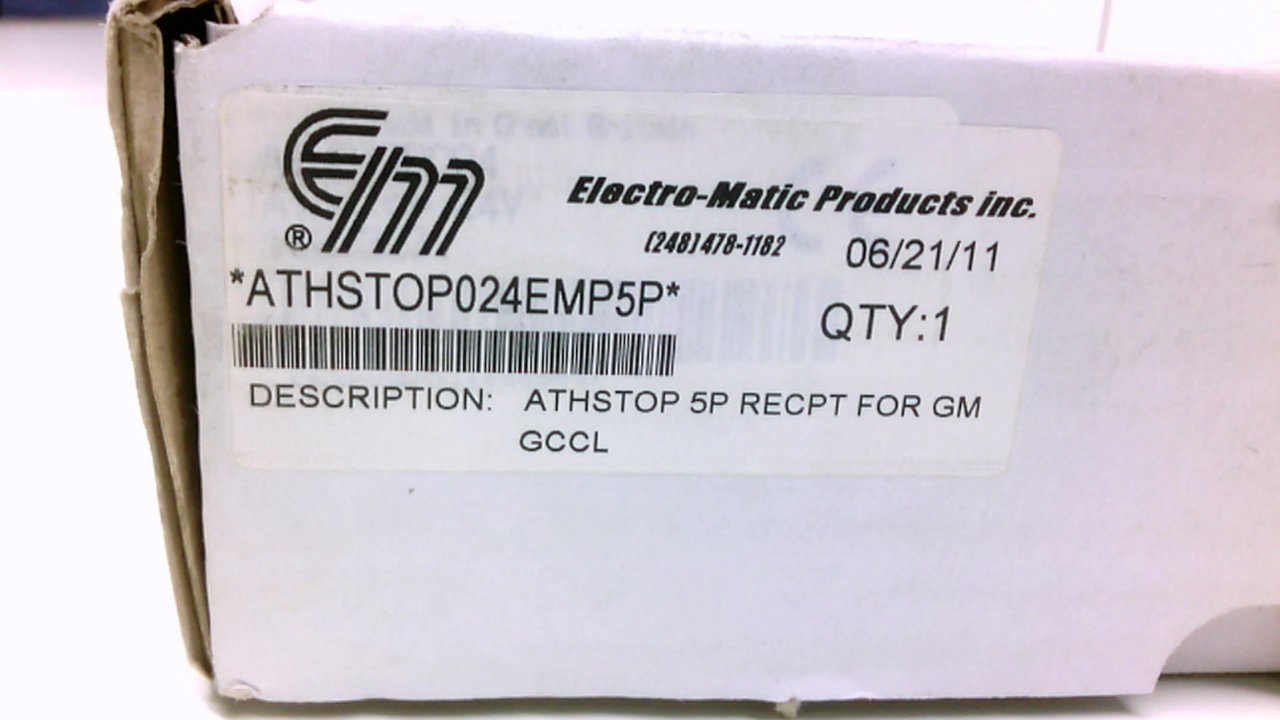 Em
®
Electro-Matic Products inc.
(248) 478-1182
06/21/11
*ATHSTOP024EMP5P*
QTY:1
DESCRIPTION: ATHSTOP 5P RECPT FOR GM
GCCL